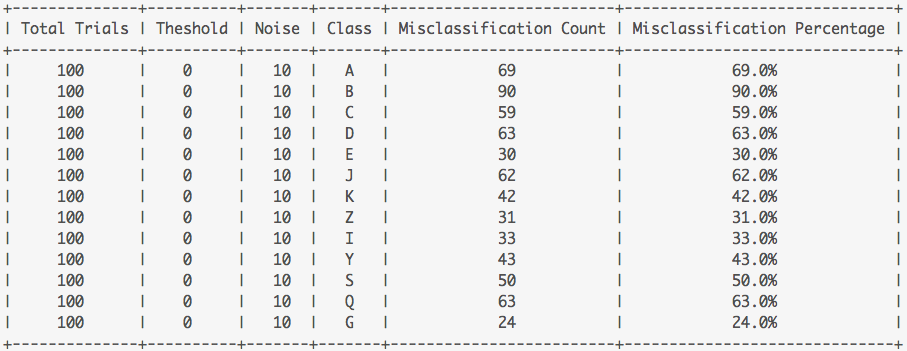 +--------------+----------+-------+-------+-------------------------+------------------------------+
| Total Trials | Theshold | Noise | Class | Misclassification Count | Misclassification Percentage |
+--------------+----------+-------+-------+-------------------------+------------------------------+
| 100 | 0 | 10 | A | 69 | 69.0% |
| 100 | 0 | 10 | B | 90 | 90.0% |
| 100 | 0 | 10 | C | 59 | 59.0% |
| 100 | 0 | 10 | D | 63 | 63.0% |
| 100 | 0 | 10 | E | 30 | 30.0% |
| 100 | 0 | 10 | J | 62 | 62.0% |
| 100 | 0 | 10 | K | 42 | 42.0% |
| 100 | 0 | 10 | Z | 31 | 31.0% |
| 100 | 0 | 10 | I | 33 | 33.0% |
| 100 | 0 | 10 | Y | 43 | 43.0% |
| 100 | 0 | 10 | S | 50 | 50.0% |
| 100 | 0 | 10 | Q | 63 | 63.0% |
| 100 | 0 | 10 | G | 24 | 24.0% |
+--------------+----------+-------+-------+-------------------------+------------------------------+